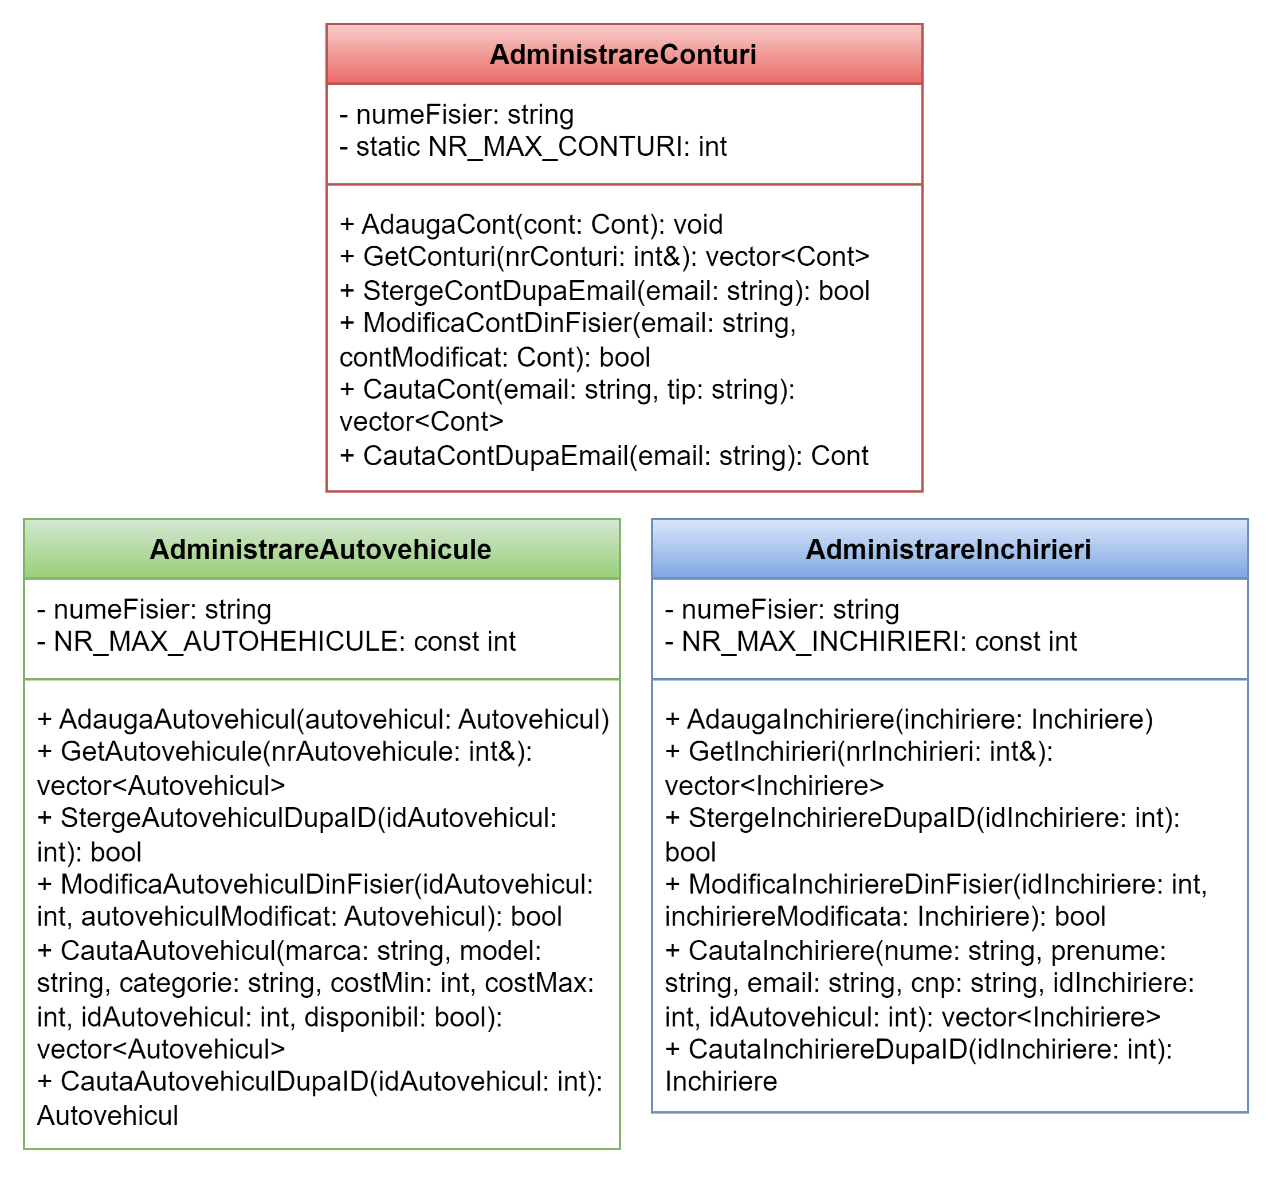 AdministrareConturi
- numeFisier: string
- static NR_MAX_CONTURI: int
+ AdaugaCont(cont: Cont): void
+ GetConturi(nrConturi: int&): vector<Cont>
+ StergeContDupaEmail(email: string): bool
+ ModificaContDinFisier(email: string,
contModificat: Cont): bool
+ CautaCont(email: string, tip: string):
vector<Cont>
+ CautaContDupaEmail(email: string): Cont
AdministrareAutovehicule
- numeFisier: string
- NR_MAX_AUTOHEHICULE: const int
+ AdaugaAutovehicul(autovehicul: Autovehicul)
+ GetAutovehicule(nrAutovehicule: int&):
vector<Autovehicul>
+ StergeAutovehiculDupaID(idAutovehicul:
int): bool
+ ModificaAutovehiculDinFisier(idAutovehicul:
int, autovehiculModificat: Autovehicul): bool
+ CautaAutovehicul(marca: string, model:
string, categorie: string, costMin: int, costMax:
int, idAutovehicul: int, disponibil: bool):
vector<Autovehicul>
+ CautaAutovehiculDupaID(idAutovehicul: int):
Autovehicul
AdministrareInchirieri
- numeFisier: string
- NR_MAX_INCHIRIERI: const int
+ AdaugaInchiriere(inchiriere: Inchiriere)
+ GetInchirieri(nrInchirieri: int&):
vector<Inchiriere>
+ StergeInchiriereDupaID(idInchiriere: int):
bool
+ ModificaInchiriereDinFisier(idInchiriere: int,
inchiriereModificata: Inchiriere): bool
+ CautaInchiriere(nume: string, prenume:
string, email: string, cnp: string, idInchiriere:
int, idAutovehicul: int): vector<Inchiriere>
+ CautaInchiriereDupaID(idInchiriere: int):
Inchiriere